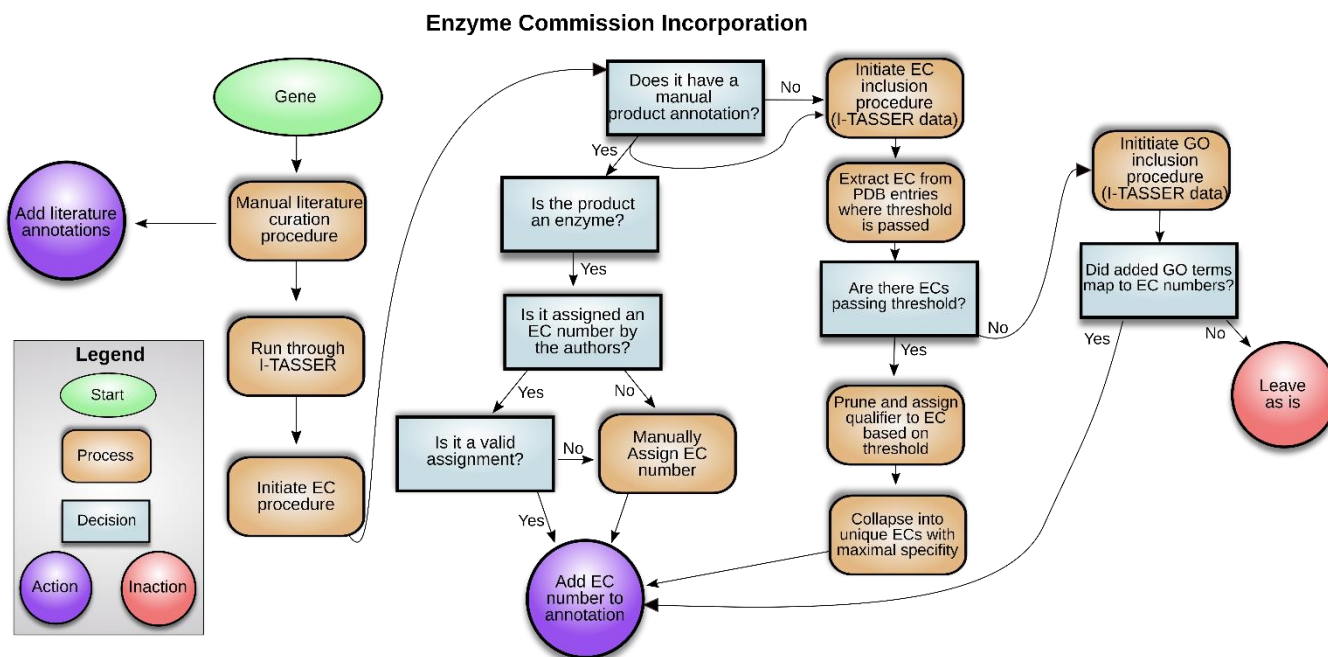 Enzyme Commission Incorporation
Gene
Manual literature
curation
procedure
Add literature
annotations
Run through
I-TASSER
Initiate EC
procedure
Legend
Start
Process
Decision
Action
Inaction
Does it have a
manual
product annotation?
No
Yes
Is the product
an enzyme?
Yes
Is it assigned an
EC number by
the authors?
Yes
No
Is it a valid
assignment?
No
Manually
Assign EC
number
Yes
Add EC
number to
annotation
Initiate EC
inclusion
procedure
(I-TASSER data)
Extract EC from
PDB entries
where threshold
is passed
Are there ECs
passing threshold?
No
Yes
Prune and assign
qualifier to EC
based on
threshold
Collapse into
unique ECs with
maximal specifity
Inititiate GO
inclusion
procedure
(I-TASSER data)
Did added GO terms
map to EC numbers?
Yes
No
Leave
as is